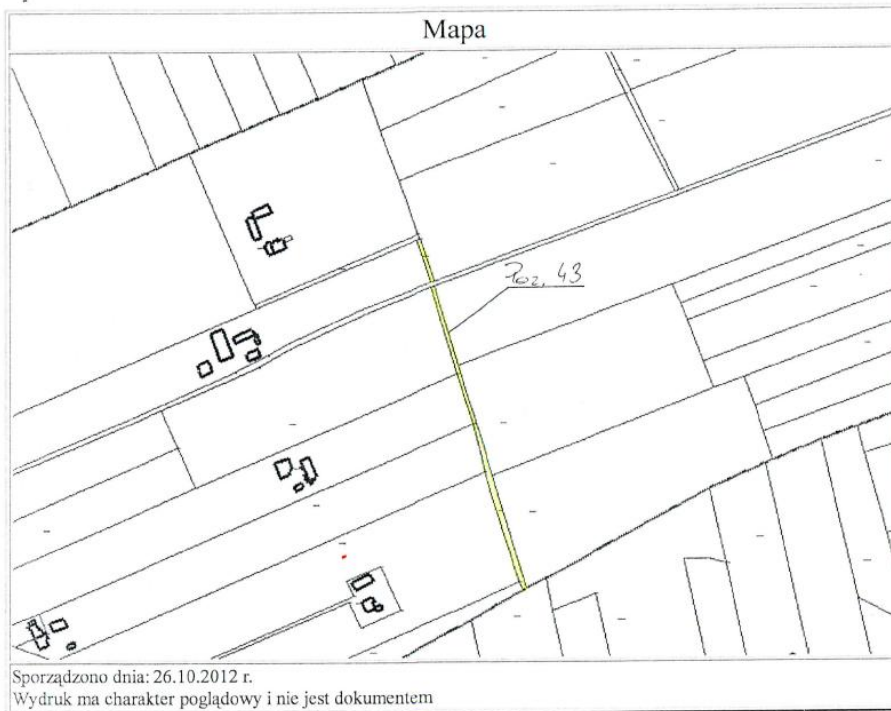 Mapa
Poz. 43
Sporządzono dnia: 26.10.2012 r.
Wydruk ma charakter poglądowy i nie jest dokumentem